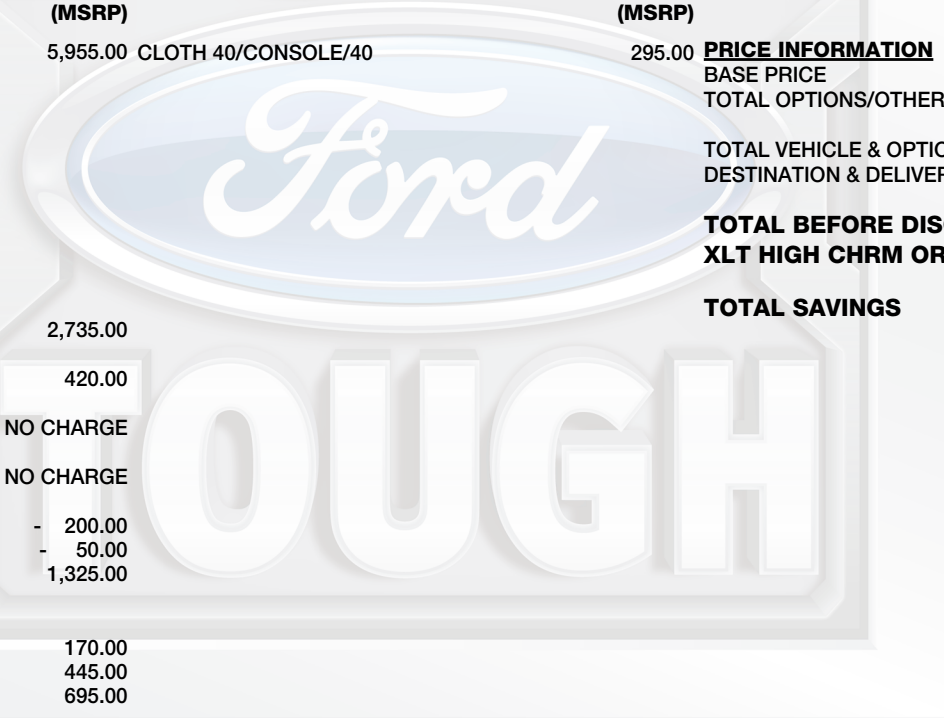 (MSRP) (MSRP)
5,955.00 CLOTH 40/CONSOLE/40 295.00 PRICE INFORMATION
BASE PRICE
TOTAL OPTIONS/OTHER
TOTAL VEHICLE & OPTIO
DESTINATION & DELIVER
TOTAL BEFORE DISC
XLT HIGH CHRM OR
TOTAL SAVINGS
Ford
2,735.00
420.00
NO CHARGE
NO CHARGE
- 200.00
- 50.00
1,325.00
TOUGH
170.00
445.00
695.00